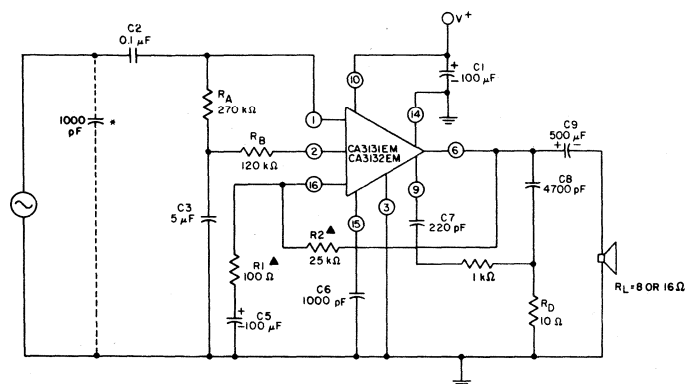 V+
C2
0.1 µF
+
C1
100 µF
-
10
14
RA
270 kΩ
1
1000
pF
*
RB
120 kΩ
2
CA3131EM
CA3132EM
6
C9
500 µF
+ -
16
9
C8
4700 pF
C3
5 µF
15
3
C7
220 pF
R2 ▲
25 kΩ
R1 ▲
100 Ω
1 kΩ
C6
1000 pF
RL = 8 OR 16 Ω
+
C5
-100 µF
RD
10 Ω